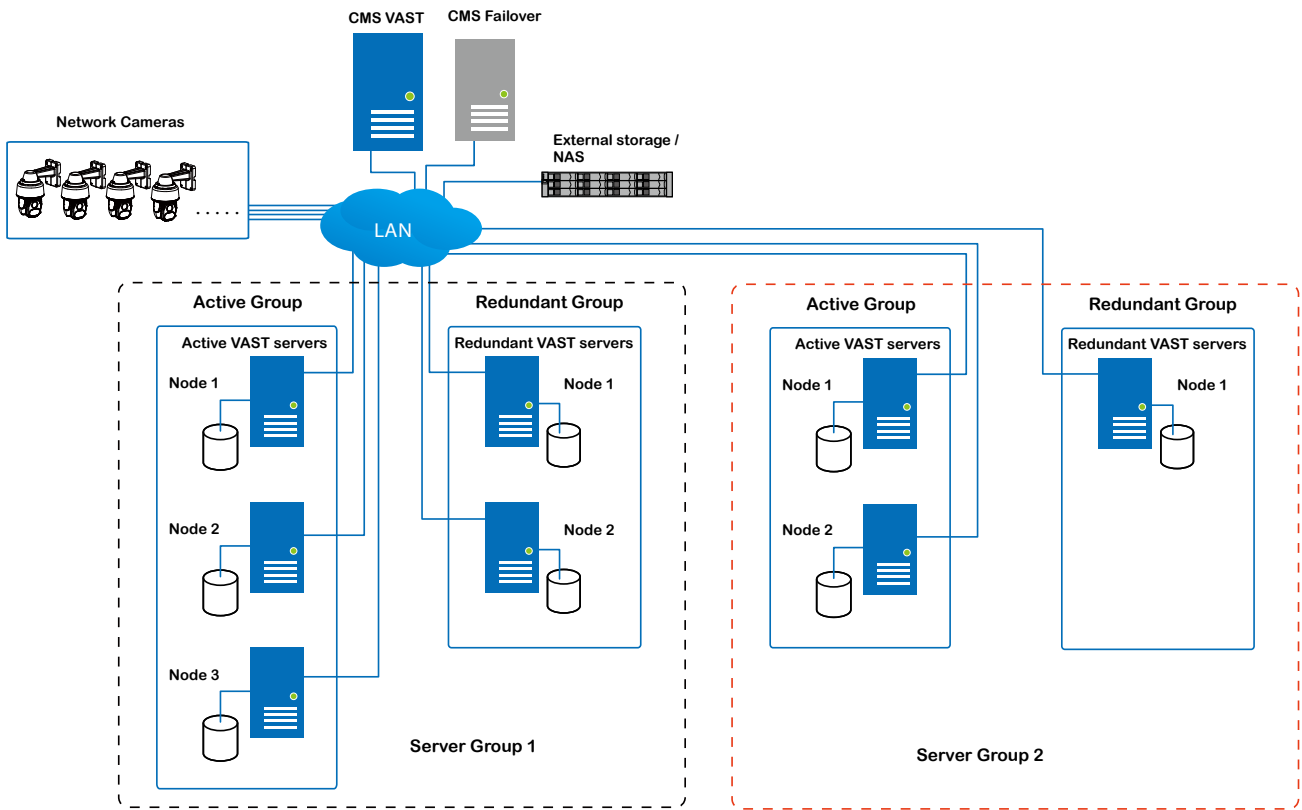 CMS VAST
CMS Failover
Network Cameras
External storage /
NAS
.....
LAN
Active Group
Redundant Group
Active VAST servers
Redundant VAST servers
Node 1
Node 1
Node 2
Node 2
Node 3
Server Group 1
Active Group
Redundant Group
Active VAST servers
Redundant VAST servers
Node 1
Node 1
Node 2
Server Group 2